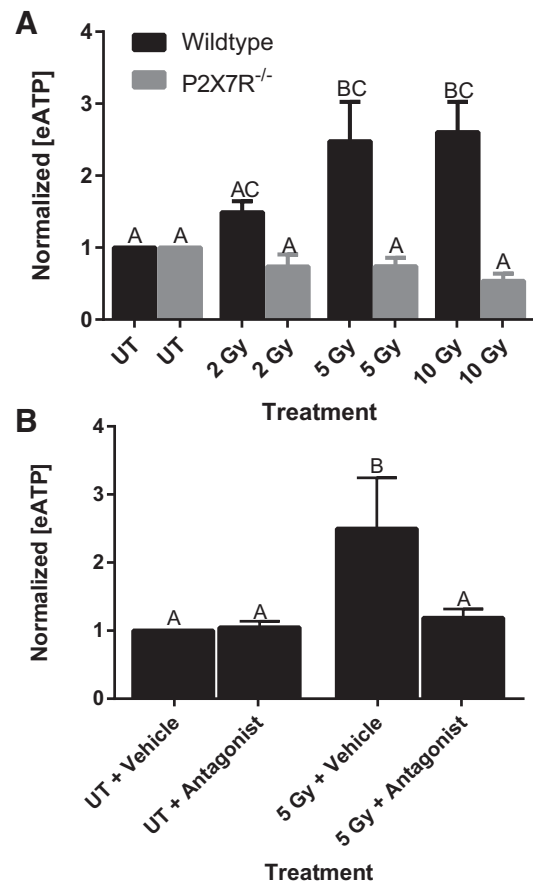 A
Normalized [eATP]
4
3
2
1
0
Wildtype
P2X7R-/-
A
A
AC
A
BC
A
BC
A
UT
UT
2 Gy
2 Gy
5 Gy
5 Gy
10 Gy
10 Gy
Treatment
B
Normalized [eATP]
4
3
2
1
0
A
A
B
A
UT + Vehicle
UT + Antagonist
5 Gy + Vehicle
5 Gy + Antagonist
Treatment